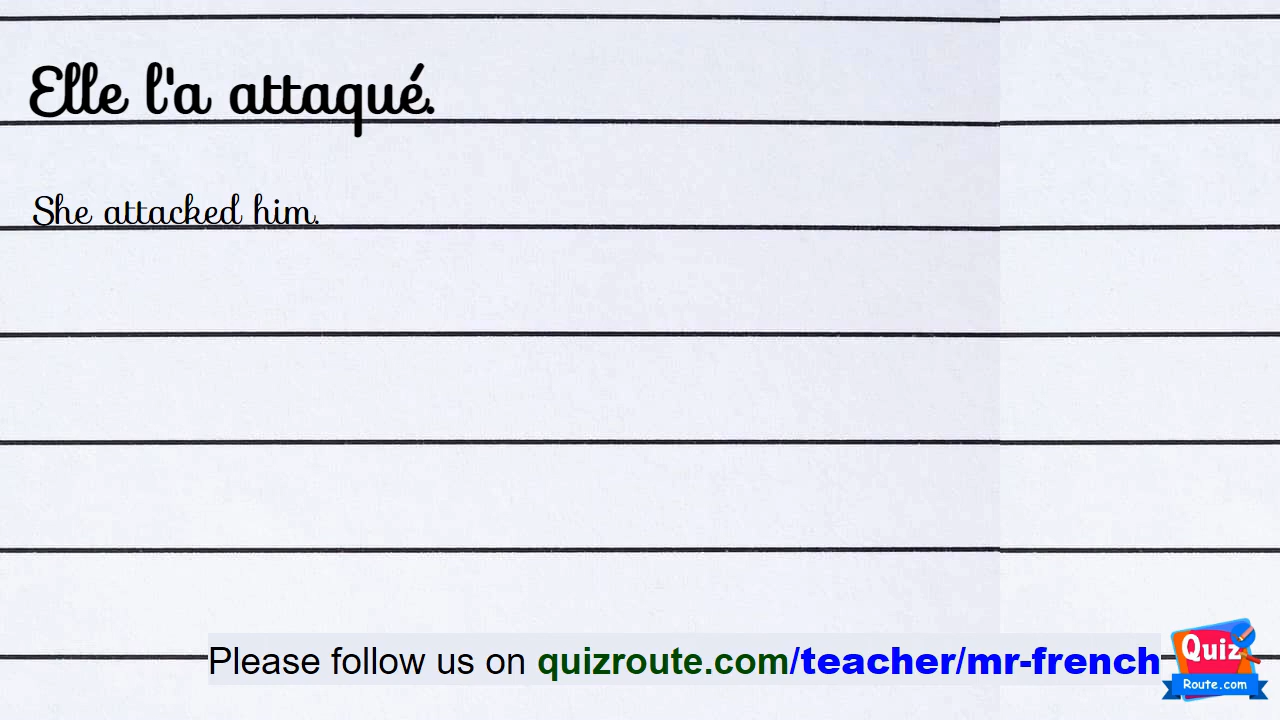 Elle l'a attaqué.
She attacked him.
Please follow us on quizroute.com/teacher/mr-french
Quiz
Route.com